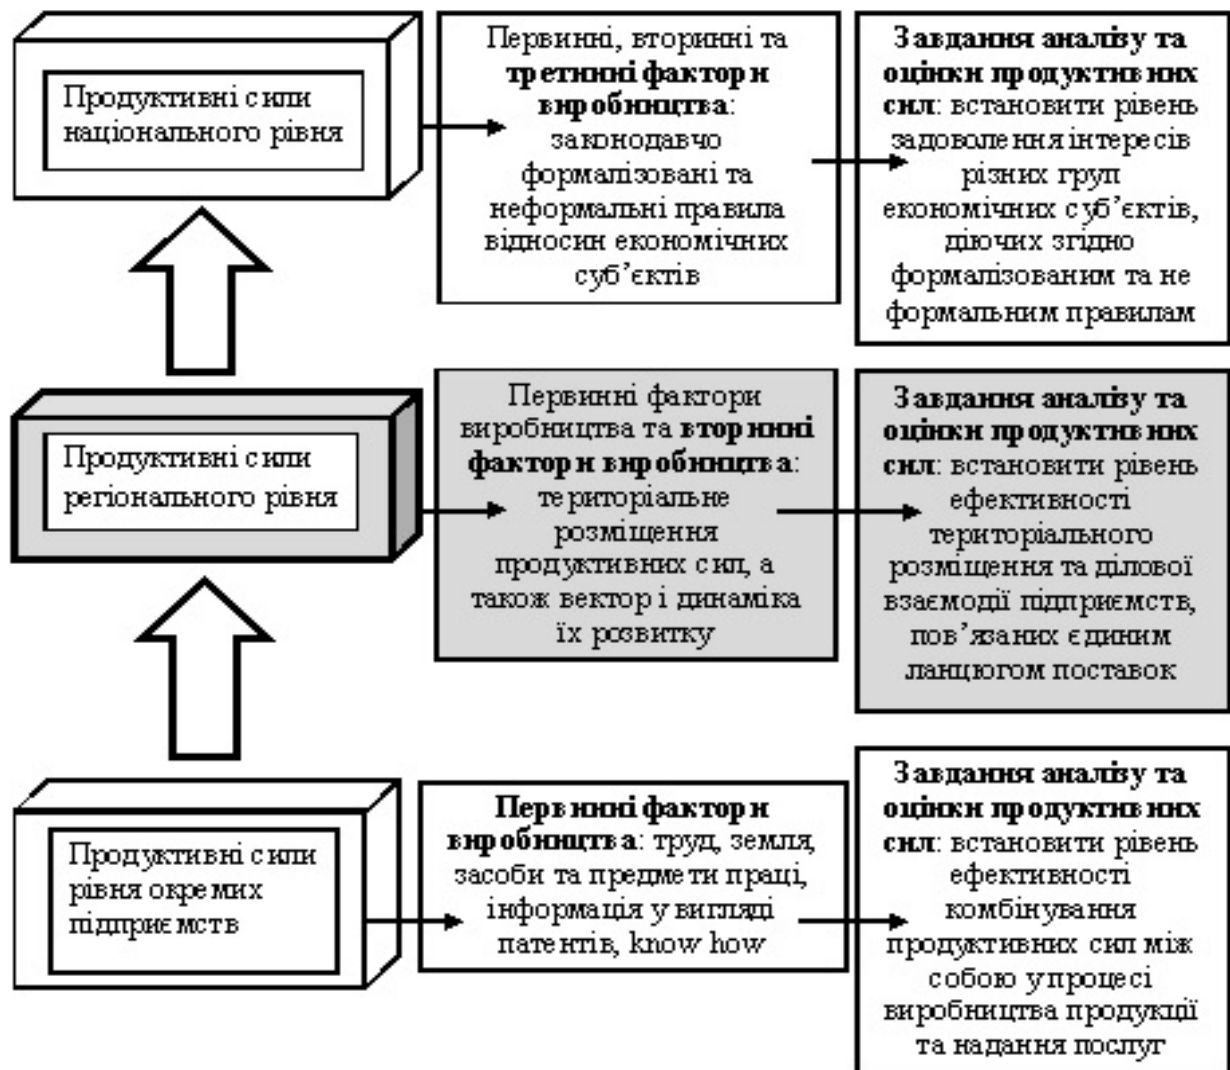 Продуктивні сили
національного рівня
Первинні, вторинні та
третинні фактори
виробництва:
законодавчо
формалізовані та
неформальні правила
відносин економічних
суб’єктів
Завдання аналізу та
оцінки продуктивних
сил: встановити рівень
задоволення інтересів
різних груп
економічних суб’єктів,
діючих згідно
формалізованим та не
формальним правилам
Продуктивні сили
регіонального рівня
Первинні фактори
виробництва та вторинні
фактори виробництва:
територіальне
розміщення
продуктивних сил, а
також вектор і динаміка
їх розвитку
Завдання аналізу та
оцінки продуктивних
сил: встановити рівень
ефективності
територіального
розміщення та ділової
взаємодії підприємств,
пов’язаних єдиним
ланцюгом поставок
Продуктивні сили
рівня окремих
підприємств
Первинні фактори
виробництва: труд, земля,
засоби та предмети праці,
інформація у вигляді
патентів, know how
Завдання аналізу та
оцінки продуктивних
сил: встановити рівень
ефективності
комбінування
продуктивних сил між
собою у процесі
виробництва продукції
та надання послуг